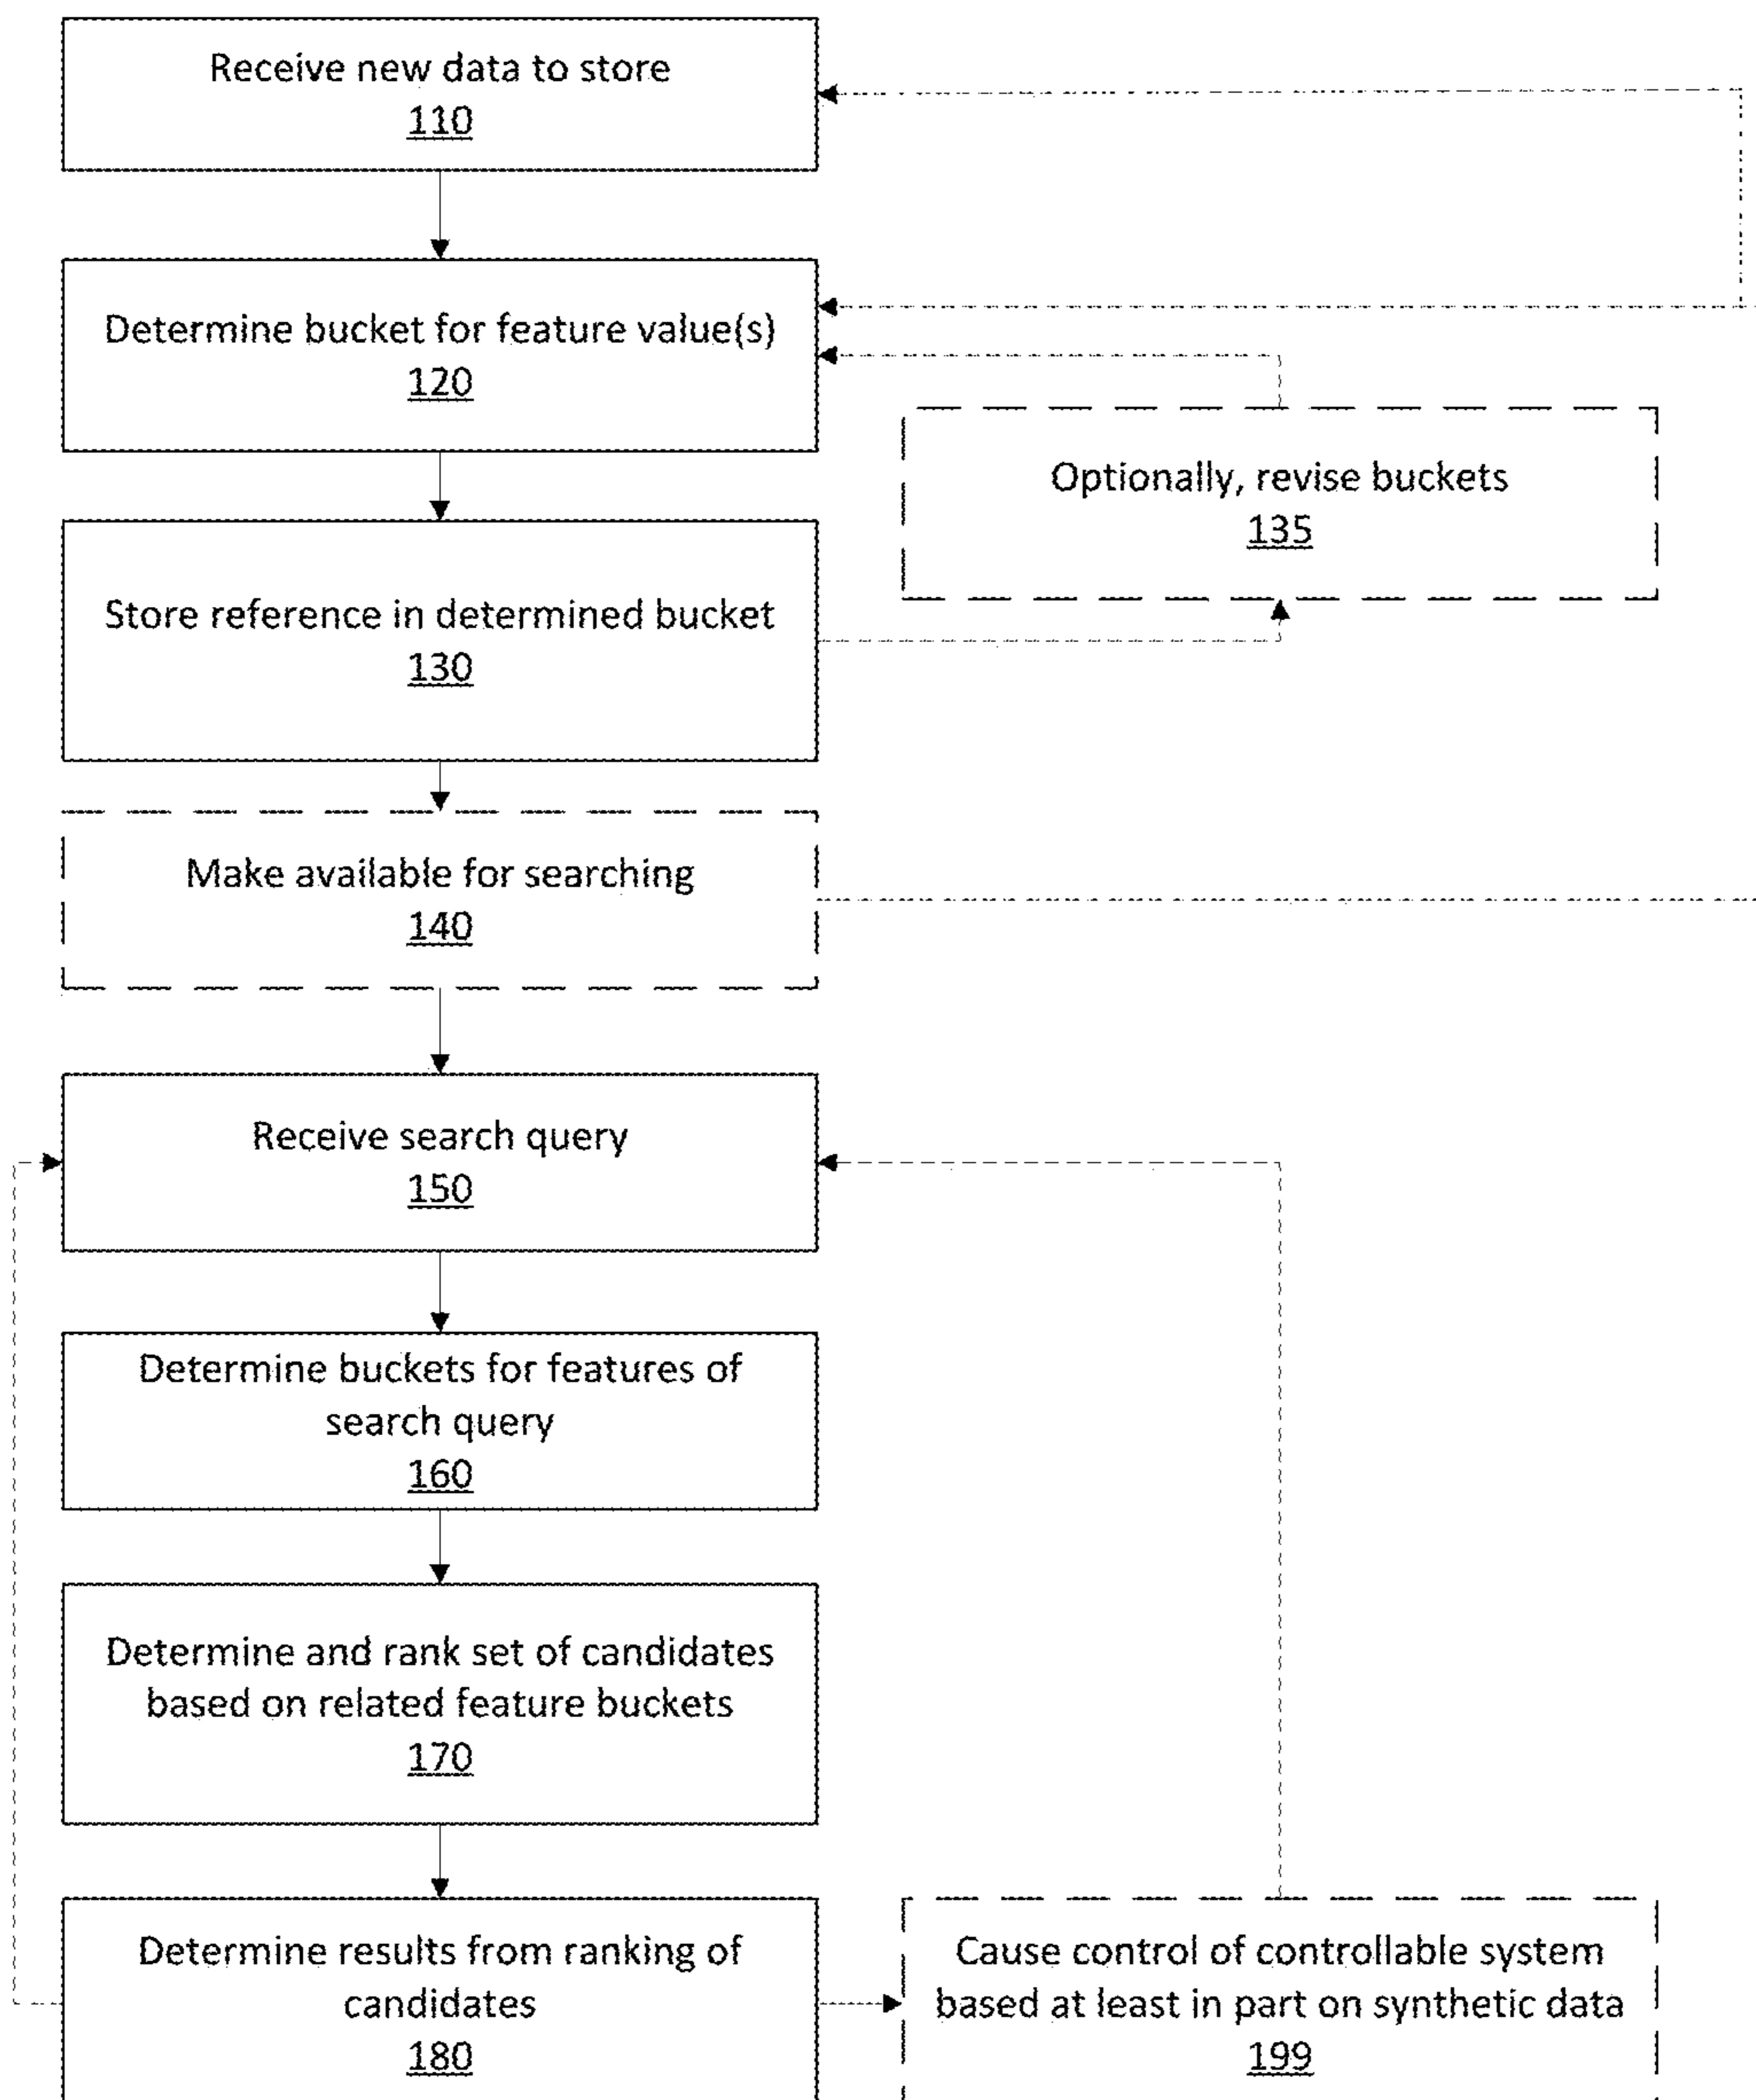 Receive new data to store
110
Determine bucket for feature value(s)
120
Optionally, revise buckets
135
Store reference in determined bucket
130
Make available for searching
140
Receive search query
150
Determine buckets for features of
search query
160
Determine and rank set of candidates
based on related feature buckets
170
Determine results from ranking of
candidates
180
Cause control of controllable system
based at least in part on synthetic data
199